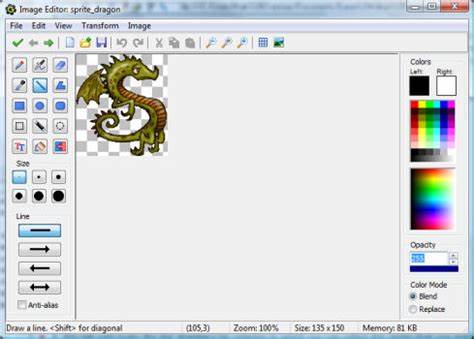 Image Editor: sprite_dragon
File Edit View Transform Image
Colors
Left: Right:
TT
Size
Line
Anti-alias
Opacity
255
Color Mode
Blend
Replace
Draw a line. <Shift> for diagonal (105,3) Zoom: 100% Size: 135 x 150 Memory: 81 KB